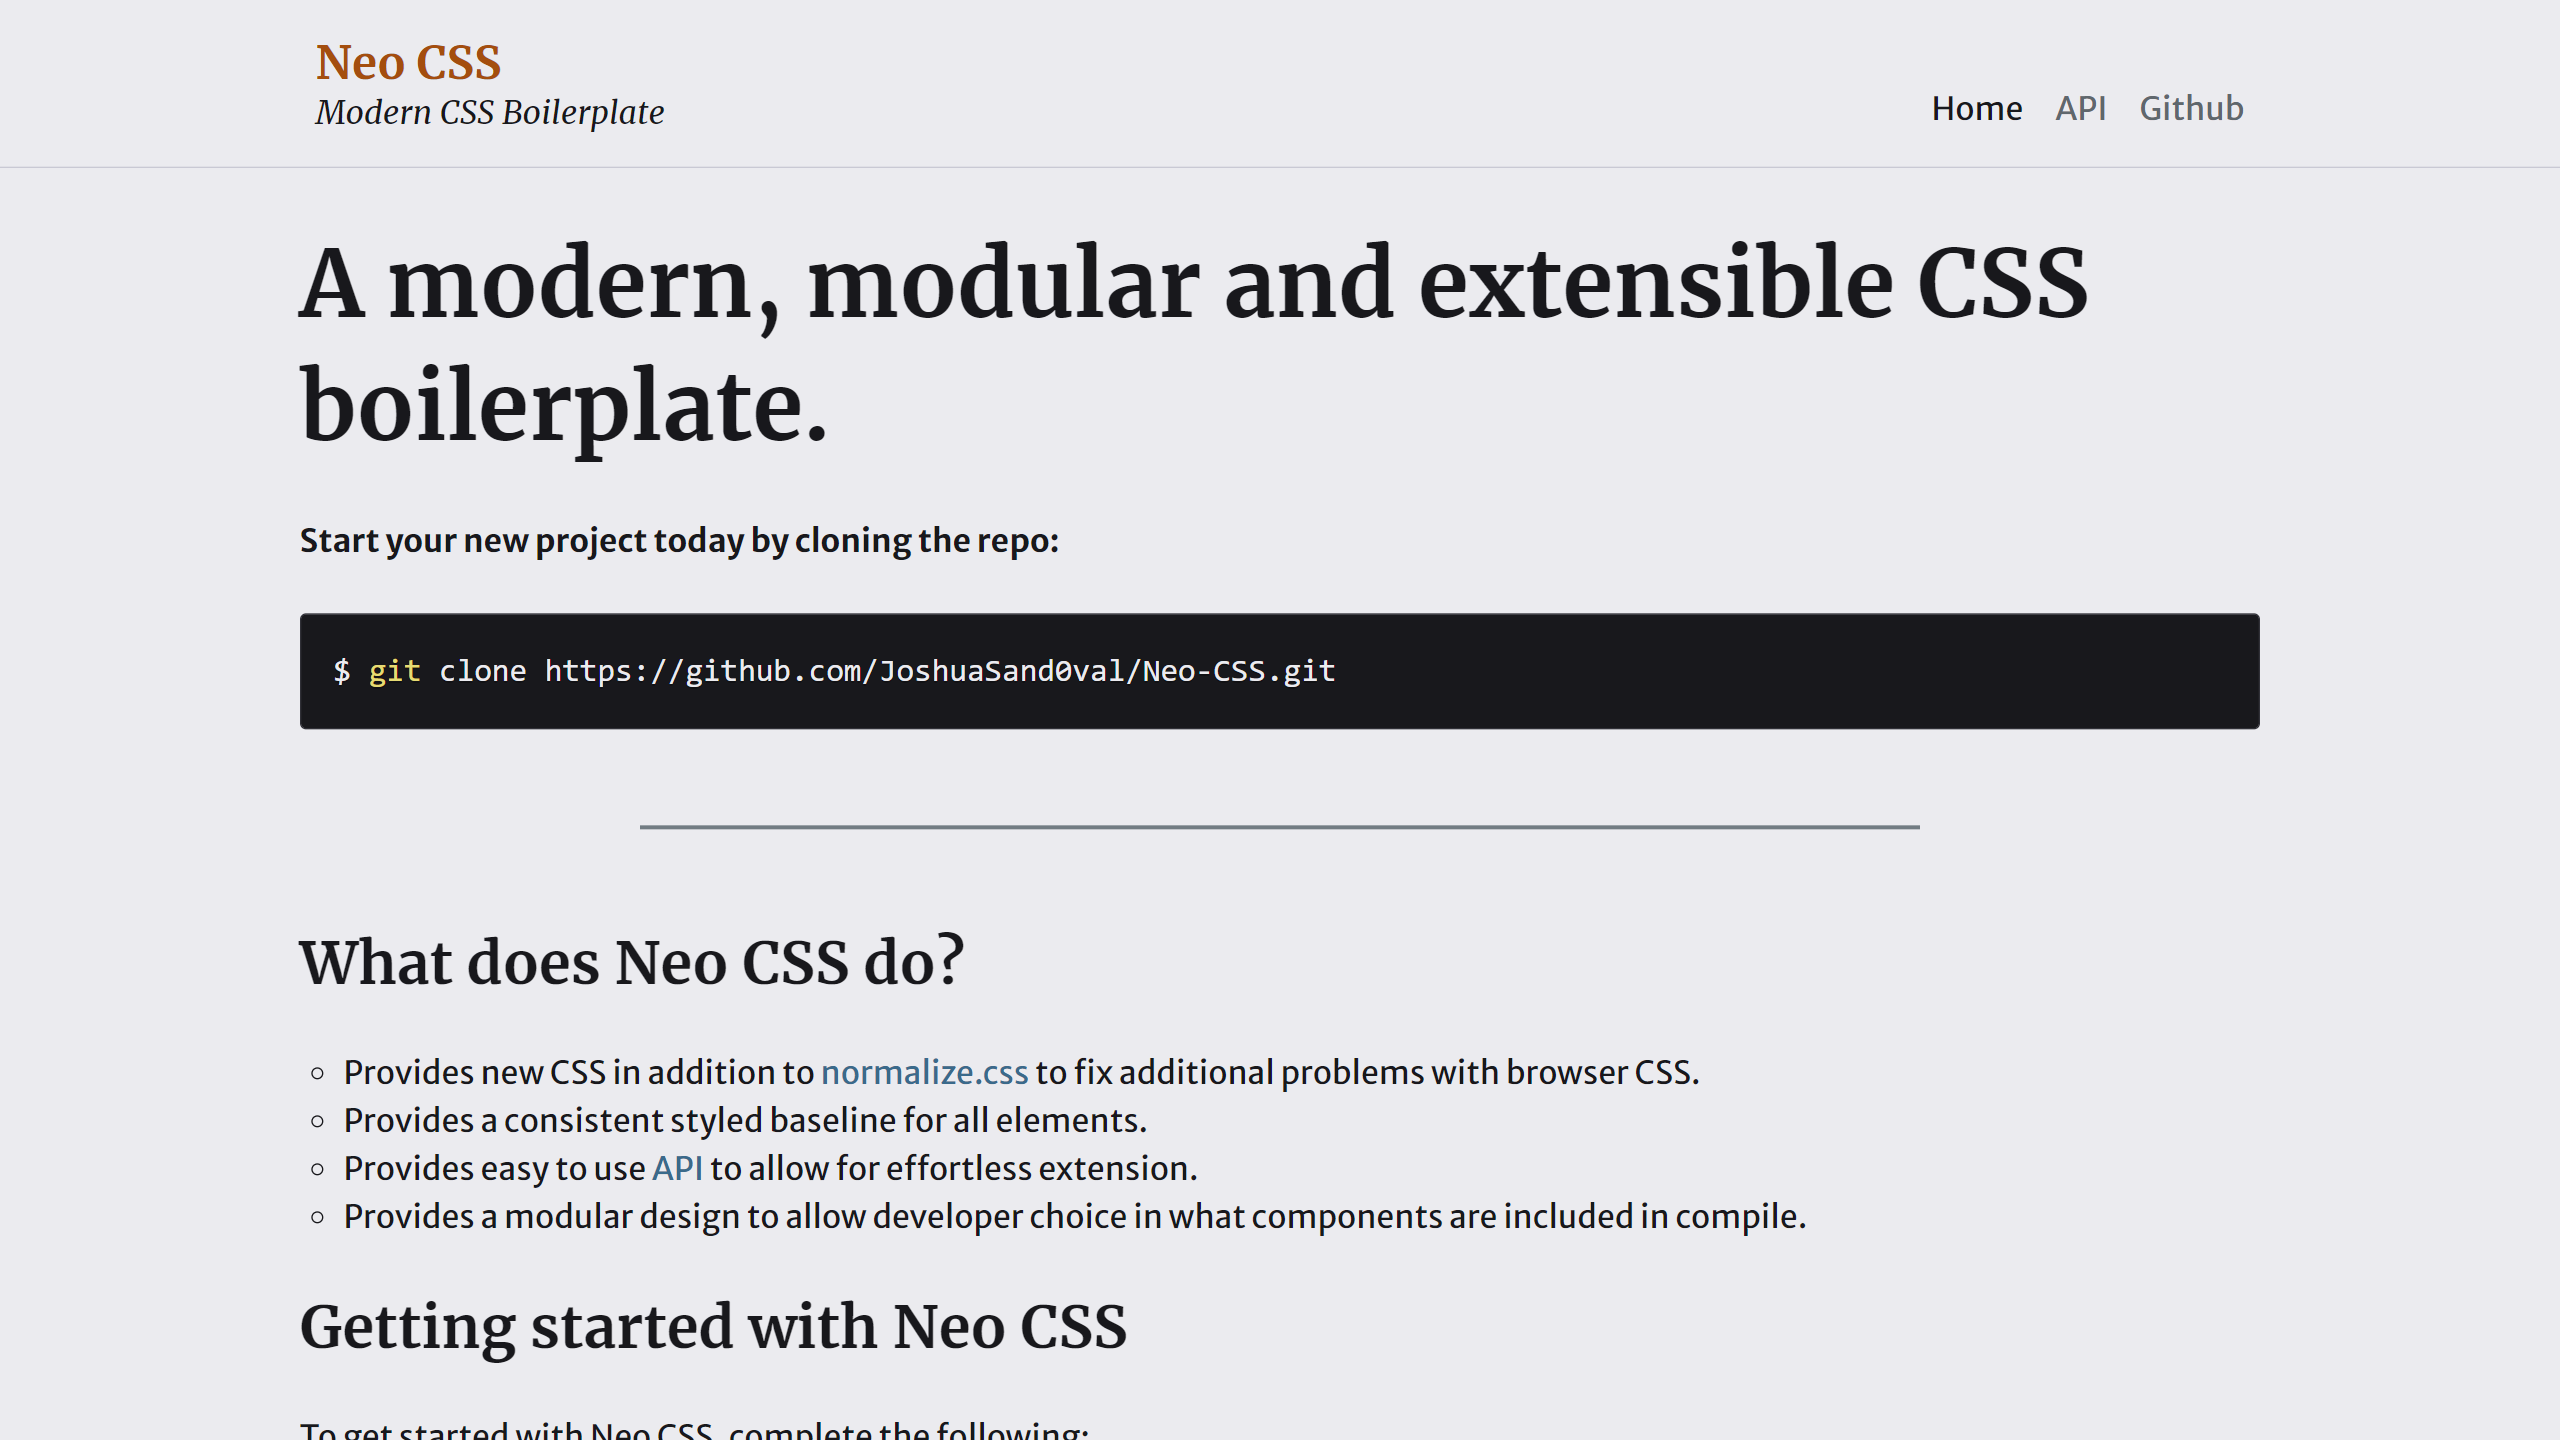 Neo CSS
Modern CSS Boilerplate
Home API Github
A modern, modular and extensible CSS
boilerplate.
Start your new project today by cloning the repo:
$ git clone https://github.com/JoshuaSand0val/Neo-CSS.git
What does Neo CSS do?
Provides new CSS in addition to normalize.css to fix additional problems with browser CSS.
Provides a consistent styled baseline for all elements.
Provides easy to use API to allow for effortless extension.
Provides a modular design to allow developer choice in what components are included in compile.
Getting started with Neo CSS
To get started with Neo CSS, complete the following: